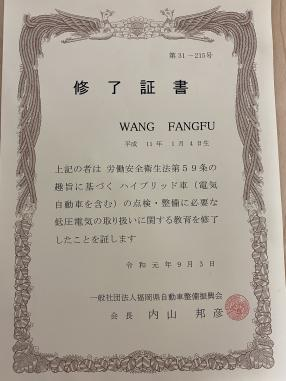 第31－215号
修了証書
WANG FANGFU
平成 11年 1月4日生
上記の者は 労働安全衛生法第59条の
趣旨に基づく ハイブリッド車（電気
自動車を含む）の点検・整備に必要な
低圧電気の取り扱いに関する教育を修了
したことを証します
令和元年9月3日
一般社団法人福岡県自動車整備振興会
会長 内山 邦彦